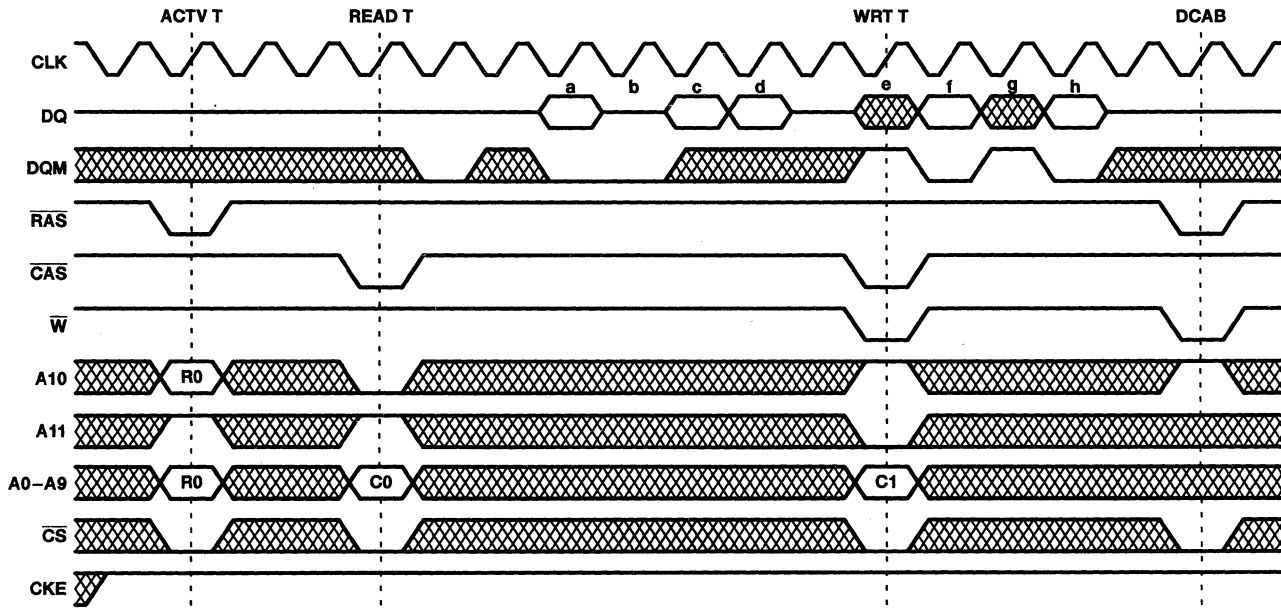 ACTV T READ T WRT T DCAB
CLK
a b c d e f g h
DQ
DQM
RAS
CAS
W
A10 R0
A11
A0–A9 R0 C0 C1
CS
CKE